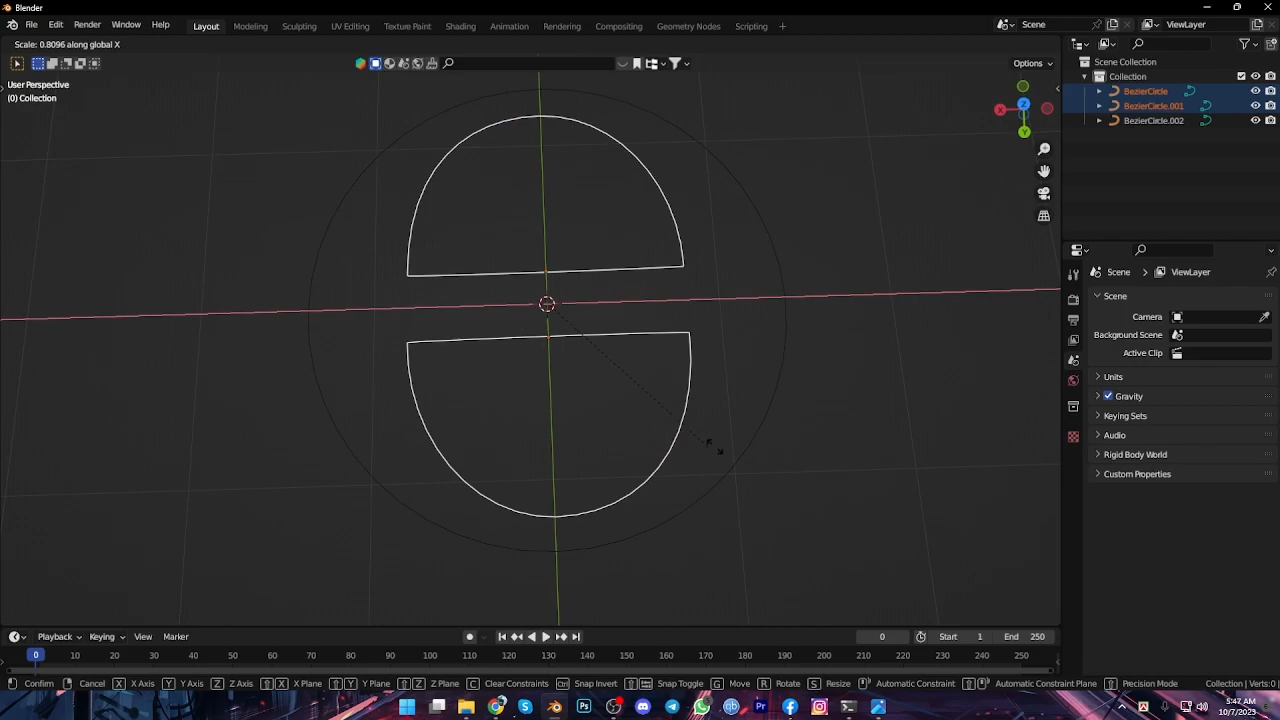 Blender
File Edit Render Window Help Layout Modeling Sculpting UV Editing Texture Paint Shading Animation Rendering Compositing Geometry Nodes Scripting + Scene ViewLayer
Scale: 0.8096 along global X
Options
User Perspective
(0) Collection
X Z Y
Scene Collection
Collection
BezierCircle
BezierCircle.001
BezierCircle.002
Scene ViewLayer
Scene
Camera
Background Scene
Active Clip
Units
Gravity
Keying Sets
Audio
Rigid Body World
Custom Properties
Playback Keying View Marker 0 Start 1 End 250
0 10 20 30 40 50 60 70 80 90 100 110 120 130 140 150 160 170 180 190 200 210 220 230 240 250
Confirm Cancel X X Axis Y Y Axis Z Z Axis X X Plane Y Y Plane Z Z Plane C Clear Constraints Ctrl Snap Invert Snap Toggle G Move R Rotate S Resize Automatic Constraint Automatic Constraint Plane Precision Mode Collection | Verts:0 |
5:47 AM
10/7/2023